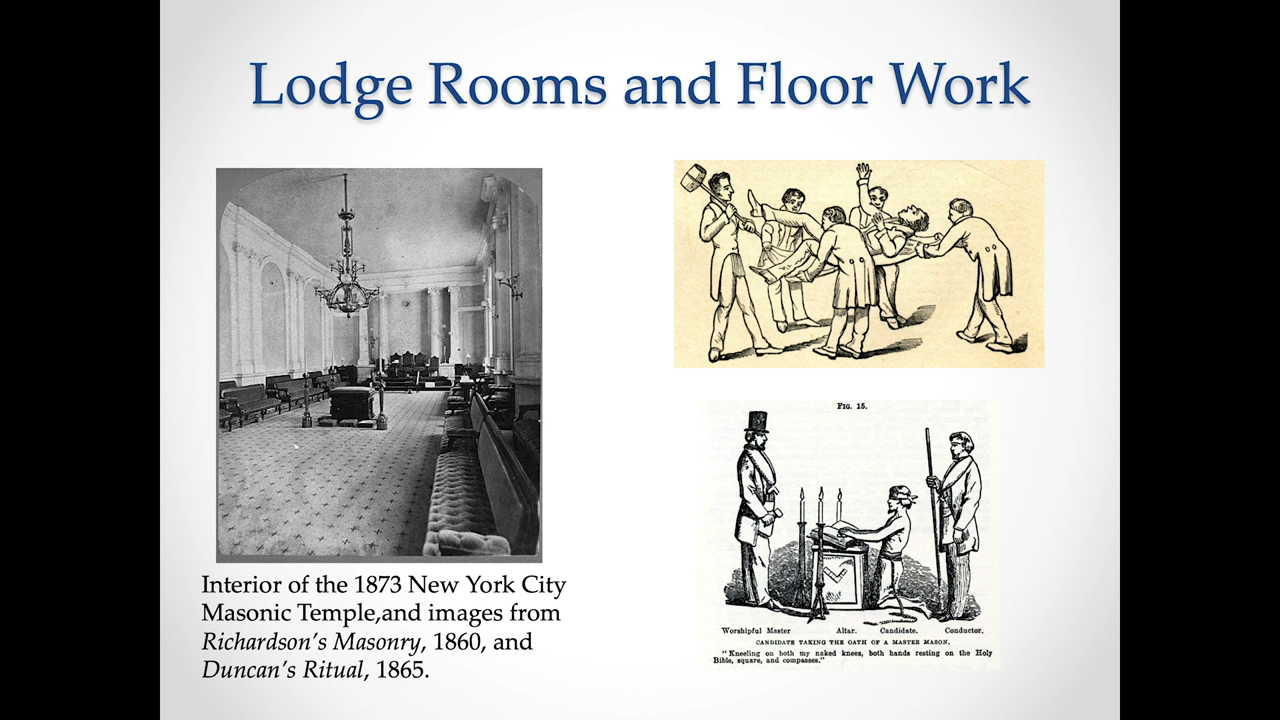 Lodge Rooms and Floor Work
Interior of the 1873 New York City
Masonic Temple,and images from
Richardson's Masonry, 1860, and
Duncan's Ritual, 1865.
Fig. 15.
Worshipful Master Altar. Candidate. Conductor.
CANDIDATE TAKING THE OATH OF A MASTER MASON.
"Kneeling on both my naked knees, both hands resting on the Holy
Bible, square, and compasses."